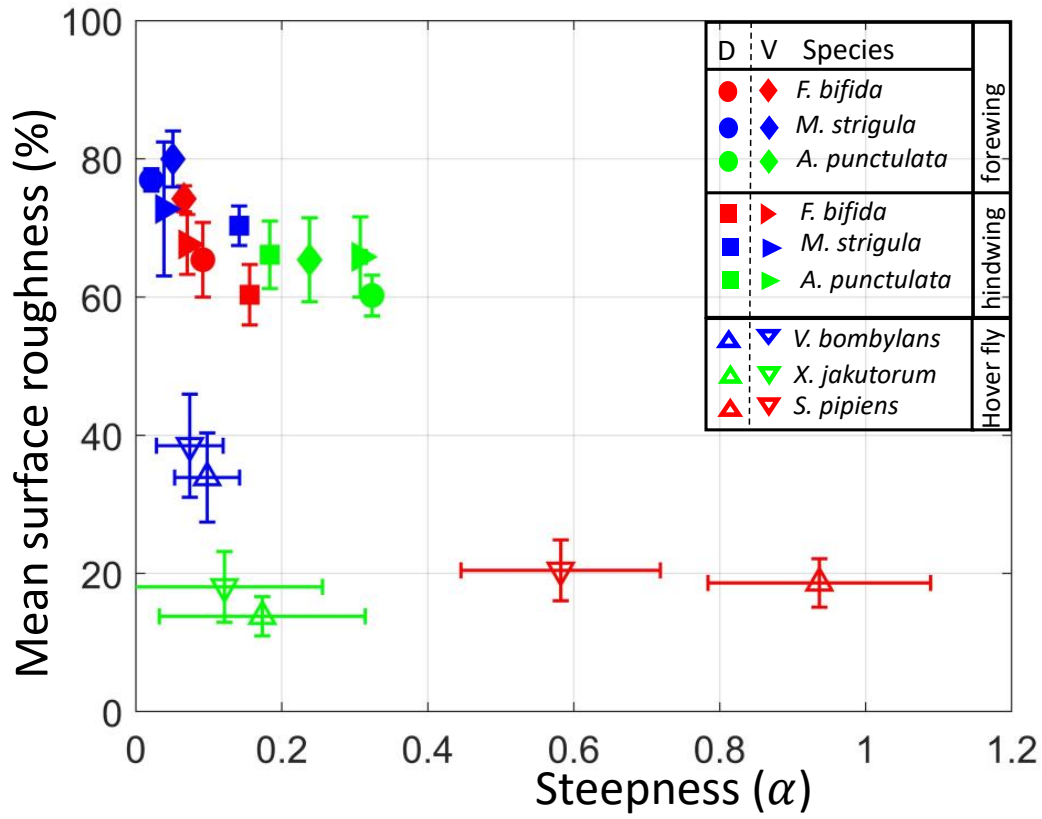 100
80
60
40
20
0
0 0.2 0.4 0.6 0.8 1 1.2
Mean surface roughness (%)
Steepness (α)
D V Species
F. bifida
M. strigula
A. punctulata
forewing
F. bifida
M. strigula
A. punctulata
hindwing
V. bombylans
X. jakutorum
S. pipiens
Hover fly